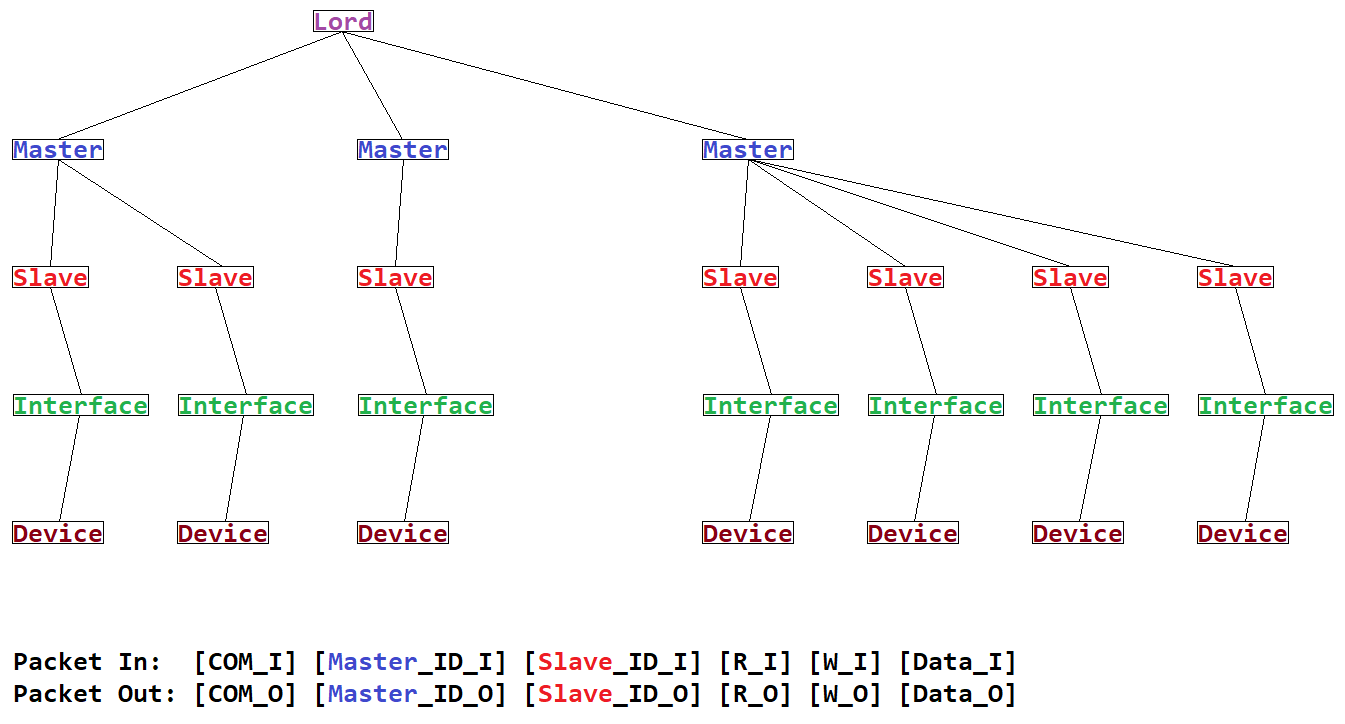 Lord
Master Master Master
Slave Slave Slave Slave Slave Slave Slave
Interface Interface Interface Interface Interface Interface Interface
Device Device Device Device Device Device Device
Packet In: [COM_I] [Master_ID_I] [Slave_ID_I] [R_I] [W_I] [Data_I]
Packet Out: [COM_O] [Master_ID_O] [Slave_ID_O] [R_O] [W_O] [Data_O]